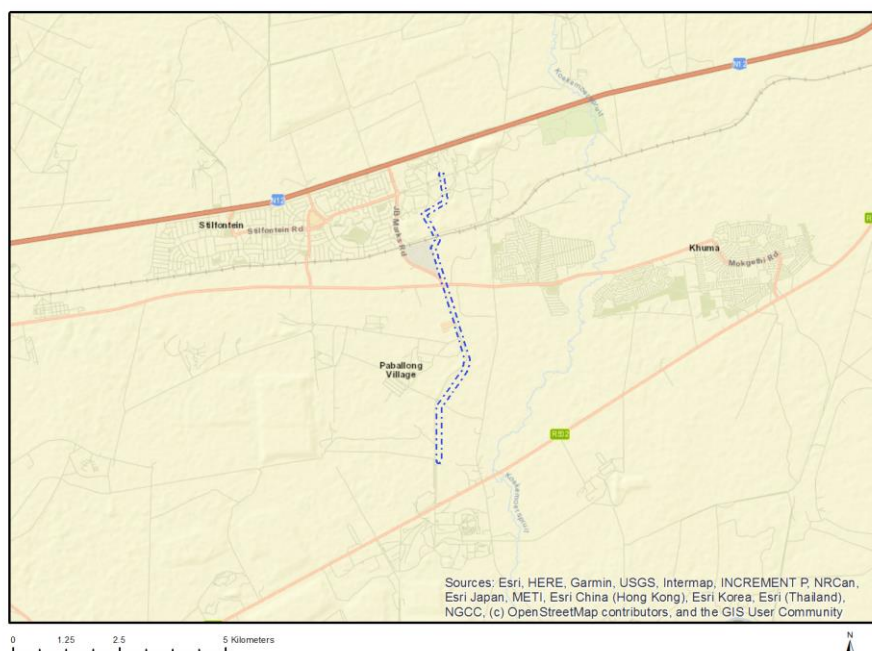 N12
Koekemoerspruit
N12
Stilfontein
Stilfontein Rd
JB Marks Rd
Khuma
Mokgethi Rd
R
Paballong
Village
R502
Koekemoerspruit
Sources: Esri, HERE, Garmin, USGS, Intermap, INCREMENT P, NRCan,
Esri Japan, METI, Esri China (Hong Kong), Esri Korea, Esri (Thailand),
NGCC, (c) OpenStreetMap contributors, and the GIS User Community
0 1.25 2.5 5 Kilometers
N